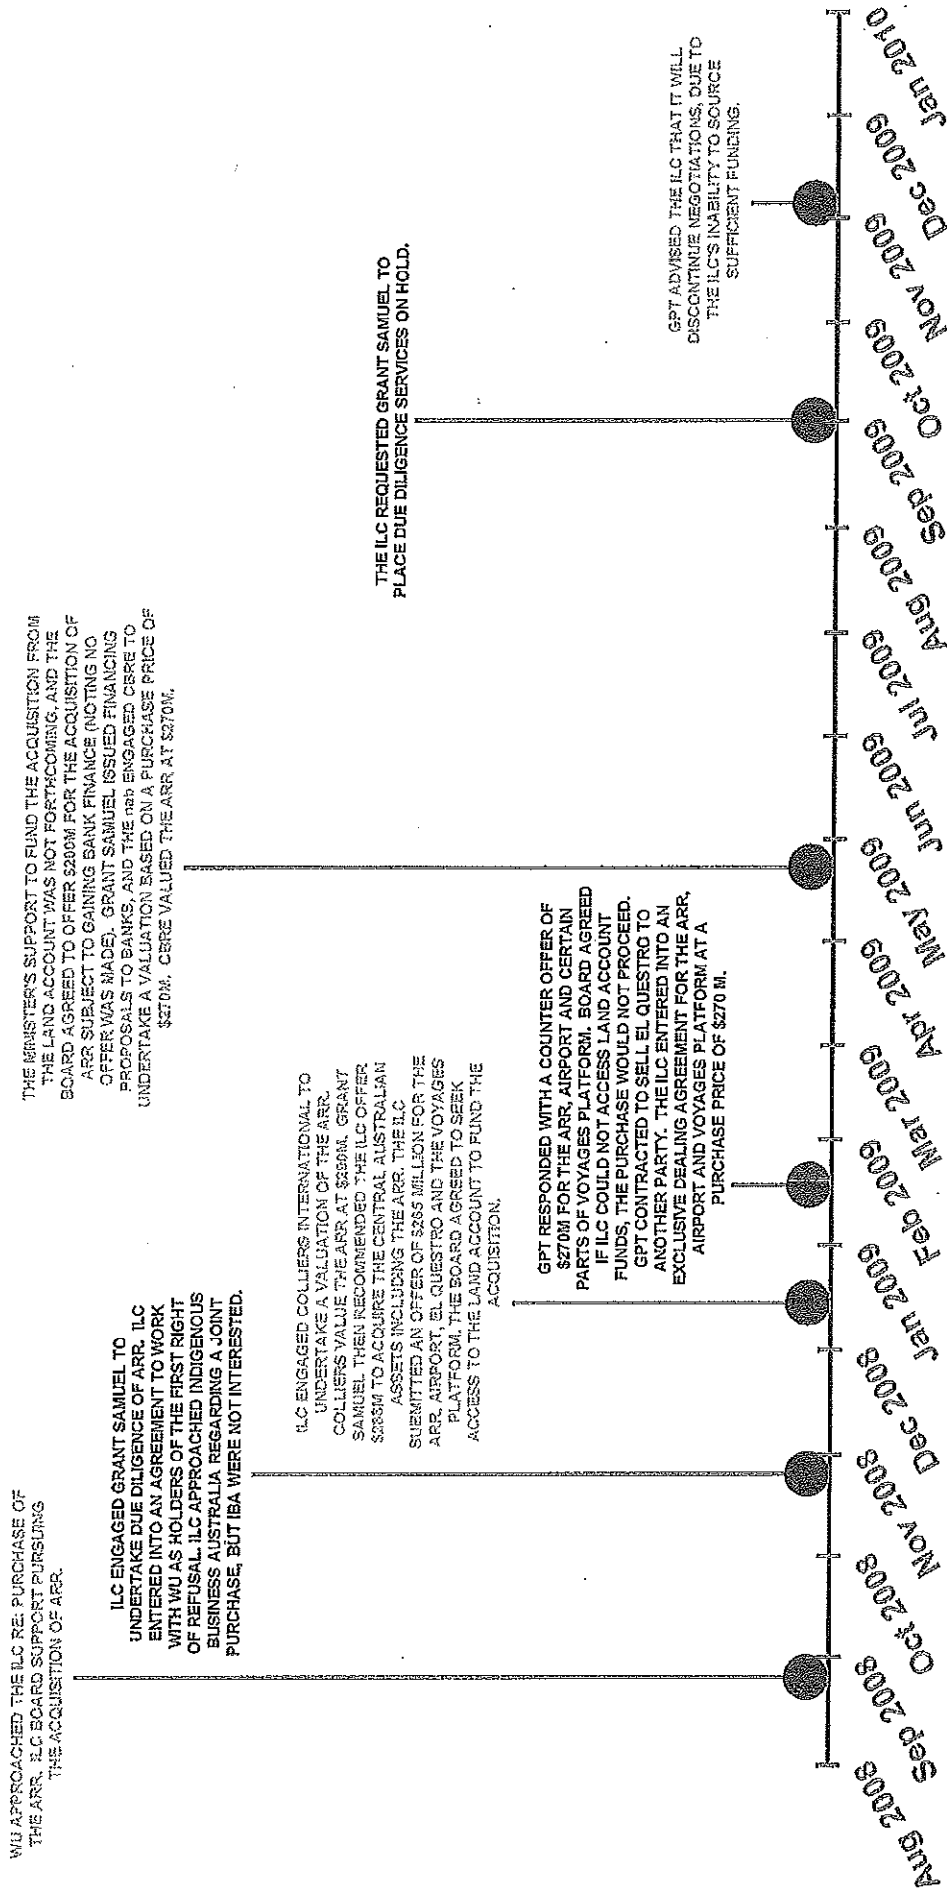 WU APPROACHED THE ILC RE: PURCHASE OF
THE ARR. ILC BOARD SUPPORT PURSUING
THE ACQUISITION OF ARR.
ILC ENGAGED GRANT SAMUEL TO
UNDERTAKE DUE DILIGENCE OF ARR. ILC
ENTERED INTO AN AGREEMENT TO WORK
WITH WU AS HOLDERS OF THE FIRST RIGHT
OF REFUSAL. ILC APPROACHED INDIGENOUS
BUSINESS AUSTRALIA REGARDING A JOINT
PURCHASE, BUT IBA WERE NOT INTERESTED.
ILC ENGAGED COLLIERS INTERNATIONAL TO
UNDERTAKE A VALUATION OF THE ARR.
COLLIERS VALUE THE ARR AT GRANT
SAMUEL THEN RECOMMENDED THE ILC OFFER
TO ACQUIRE THE CENTRAL AUSTRALIAN
ASSETS INCLUDING THE ARR. THE ILC
SUBMITTED AN OFFER OF $265 MILLION FOR THE
ARR, AIRPORT, EL QUESTRO AND THE VOYAGES
PLATFORM. THE BOARD AGREED TO SEEK
ACCESS TO THE LAND ACCOUNT TO FUND THE
ACQUISITION.
GPT RESPONDED WITH A COUNTER OFFER OF
$270M FOR THE ARR, AIRPORT AND CERTAIN
PARTS OF VOYAGES PLATFORM. BOARD AGREED
IF ILC COULD NOT ACCESS LAND ACCOUNT
FUNDS, THE PURCHASE WOULD NOT PROCEED.
GPT CONTRACTED TO SELL EL QUESTRO TO
ANOTHER PARTY. THE ILC ENTERED INTO AN
EXCLUSIVE DEALING AGREEMENT FOR THE ARR,
AIRPORT AND VOYAGES PLATFORM AT A
PURCHASE PRICE OF $270 M.
THE MINISTER'S SUPPORT TO FUND THE ACQUISITION FROM
THE LAND ACCOUNT WAS NOT FORTHCOMING, AND THE
BOARD AGREED TO OFFER $200M FOR THE ACQUISITION OF
ARR SUBJECT TO GAINING BANK FINANCE (NOTING NO
OFFER WAS MADE). GRANT SAMUEL ISSUED FINANCING
PROPOSALS TO BANKS, AND THE nab ENGAGED CBRE TO
UNDERTAKE A VALUATION BASED ON A PURCHASE PRICE OF
$270M. CBRE VALUED THE ARR AT $270M.
THE ILC REQUESTED GRANT SAMUEL TO
PLACE DUE DILIGENCE SERVICES ON HOLD.
GPT ADVISED THE ILC THAT IT WILL
DISCONTINUE NEGOTIATIONS, DUE TO
THE ILC'S INABILITY TO SOURCE
SUFFICIENT FUNDING.
Aug 2008
Sep 2008
Oct 2008
Nov 2008
Dec 2008
Jan 2009
Feb 2009
Mar 2009
Apr 2009
May 2009
Jun 2009
Jul 2009
Aug 2009
Sep 2009
Oct 2009
Nov 2009
Dec 2009
Jan 2010